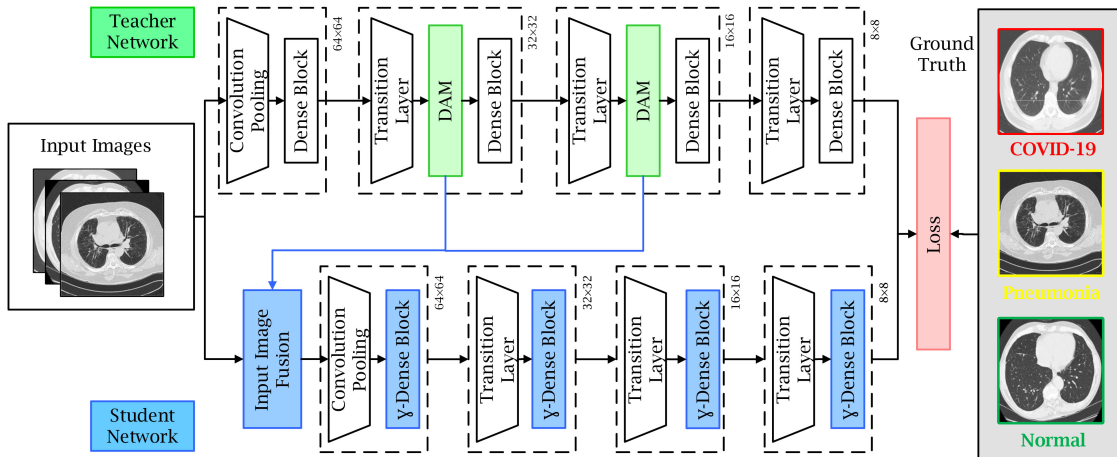 Teacher
Network
Convolution
Pooling
Dense Block
64×64
Transition
Layer
DAM
Dense Block
32×32
Transition
Layer
DAM
Dense Block
16×16
Transition
Layer
Dense Block
8×8
Ground
Truth
COVID-19
Input Images
Loss
Pneumonia
Input Image
Fusion
Convolution
Pooling
γ-Dense Block
64×64
Transition
Layer
γ-Dense Block
32×32
Transition
Layer
γ-Dense Block
16×16
Transition
Layer
γ-Dense Block
8×8
Student
Network
Normal